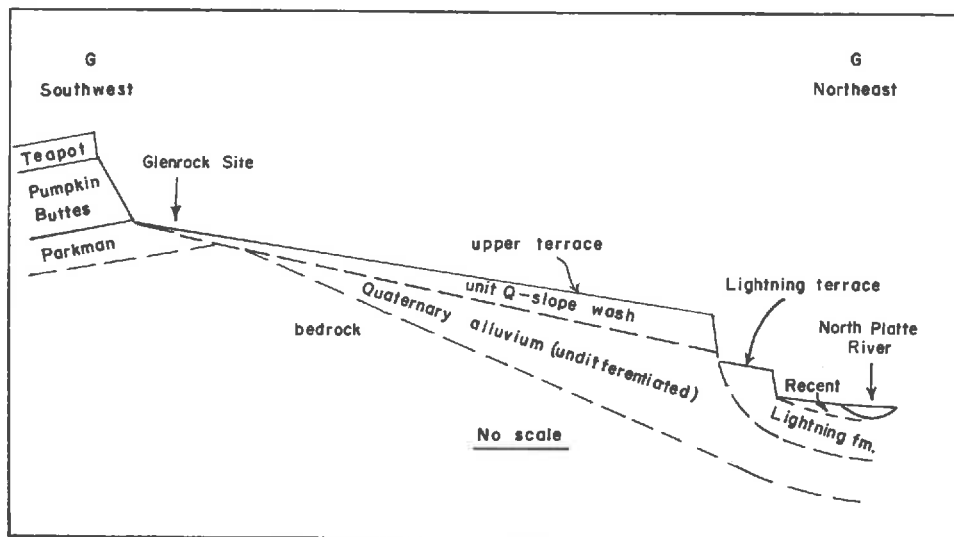 G
Southwest
G
Northeast
Teapot
Pumpkin
Buttes
Parkman
Glenrock Site
upper terrace
unit Q-slope wash
Quaternary alluvium (undifferentiated)
bedrock
Lightning terrace
North Platte
River
Recent
Lightning fm.
No scale